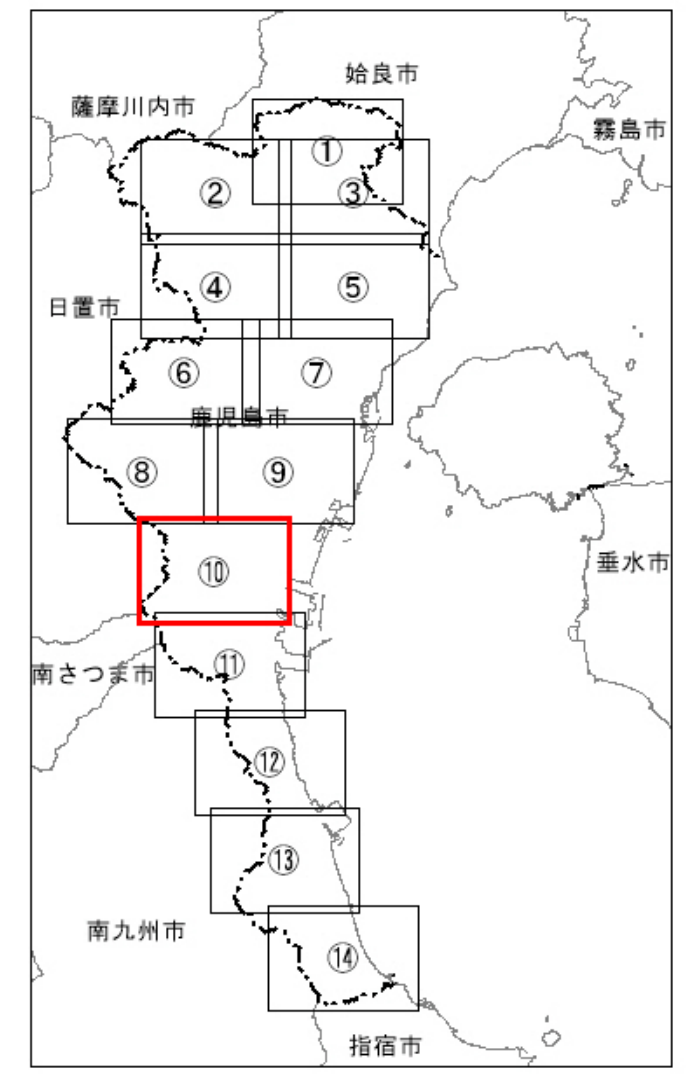 姶良市
薩摩川内市
霧島市
①
②
③
④
⑤
日置市
⑥
⑦
鹿児島市
⑧
⑨
⑩
垂水市
南さつま市
⑪
⑫
⑬
南九州市
⑭
指宿市